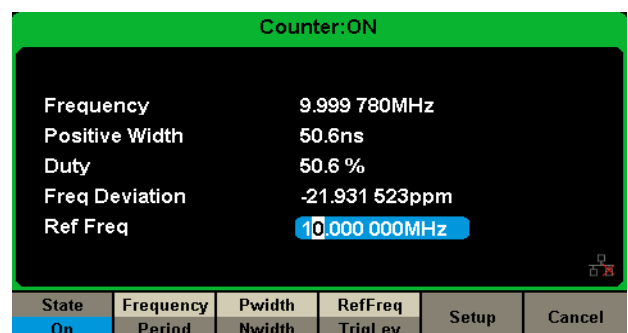 Counter:ON
Frequency 9.999 780MHz
Positive Width 50.6ns
Duty 50.6 %
Freq Deviation -21.931 523ppm
Ref Freq 10.000 000MHz
State Frequency Pwidth RefFreq Setup Cancel
On Period Nwidth TrigLev